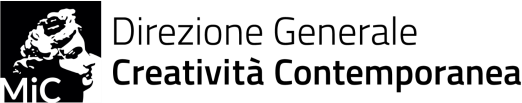 MiC
Direzione Generale
Creatività Contemporanea